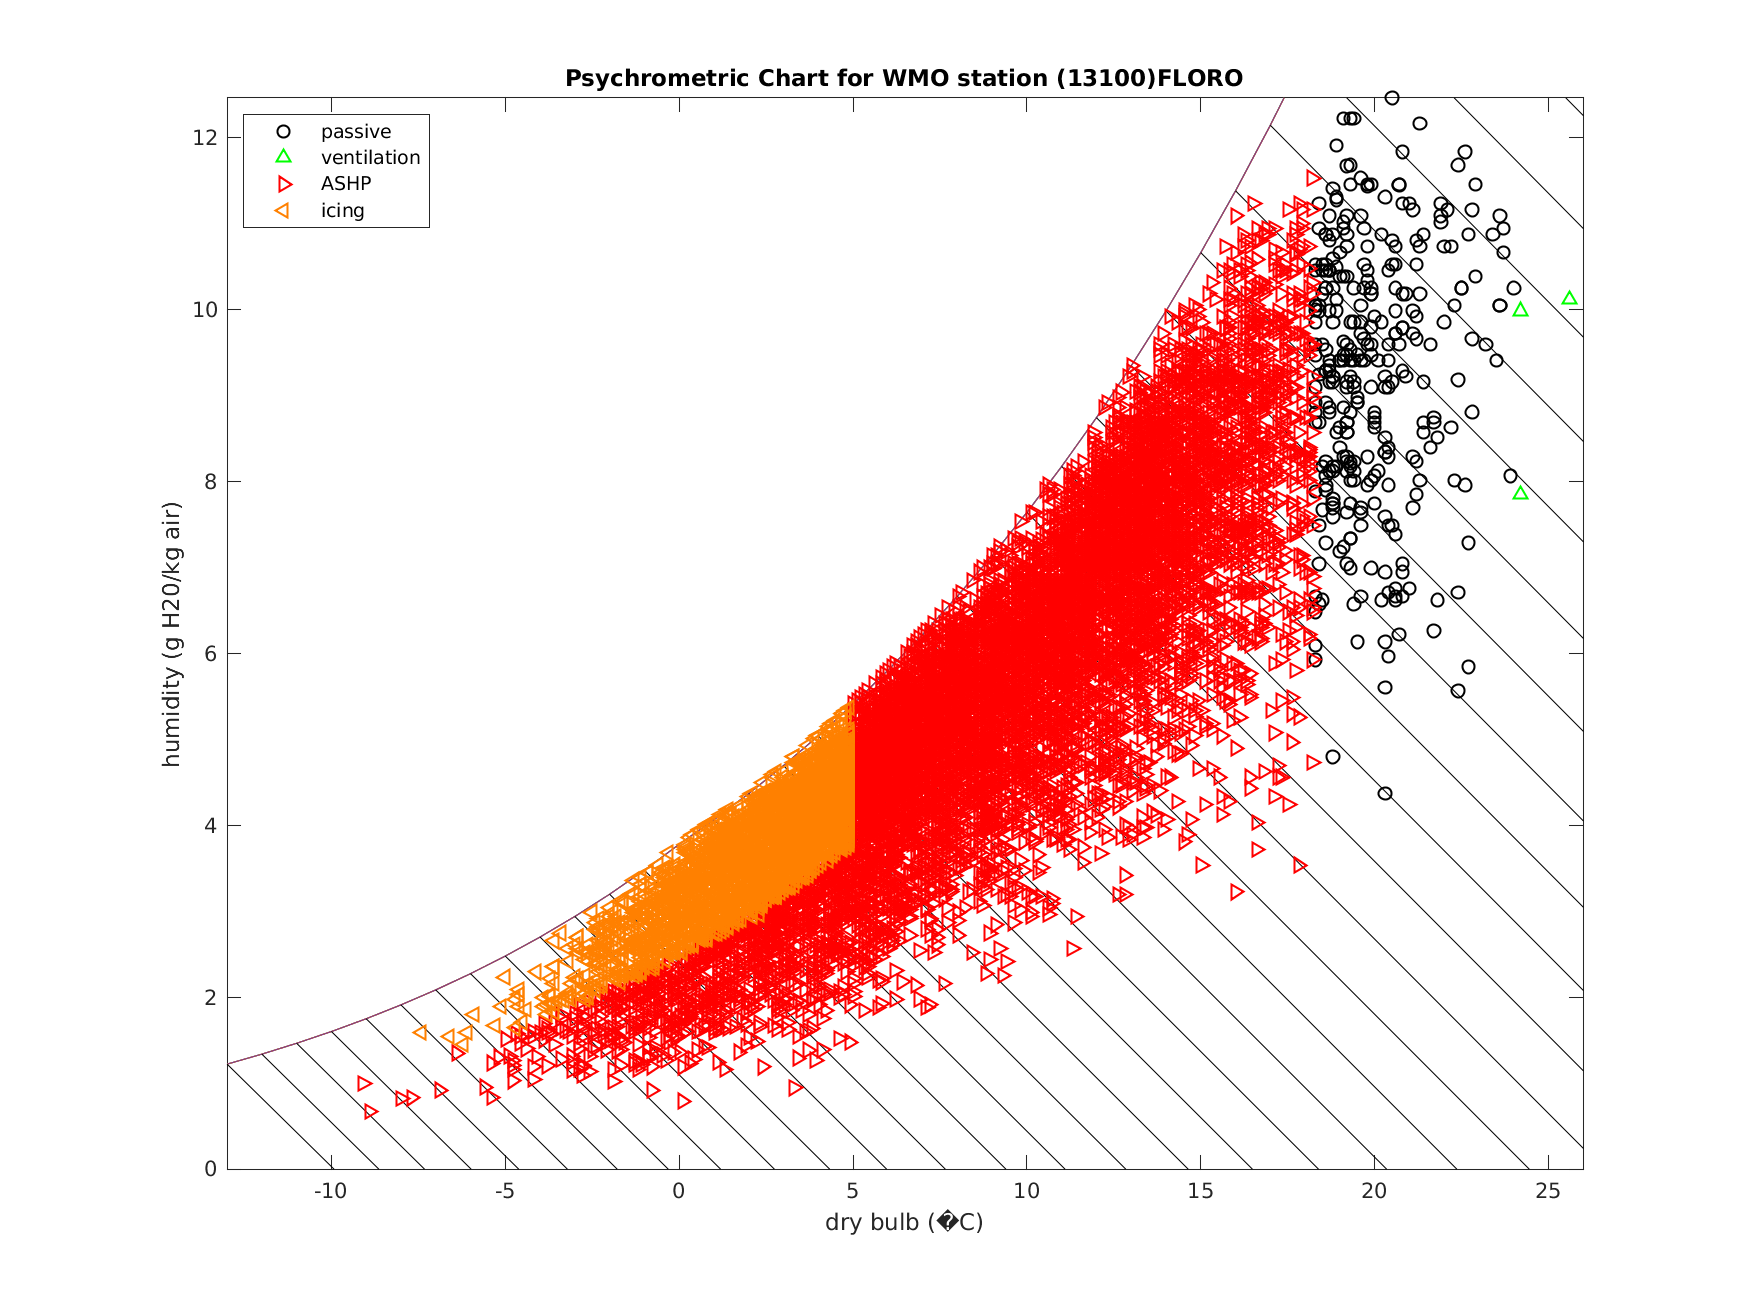 Psychrometric Chart for WMO station (13100)FLORO
passive
ventilation
ASHP
icing
humidity (g H20/kg air)
12
10
8
6
4
2
0
-10 -5 0 5 10 15 20 25
dry bulb (�C)